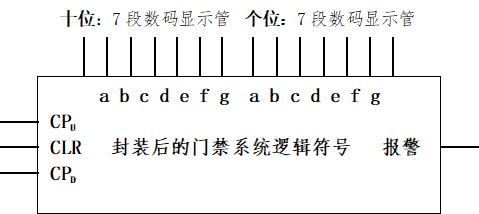 十位：7段数码显示管 个位：7段数码显示管
a b c d e f g a b c d e f g
CPU
CLR 封装后的门禁系统逻辑符号 报警
CPD